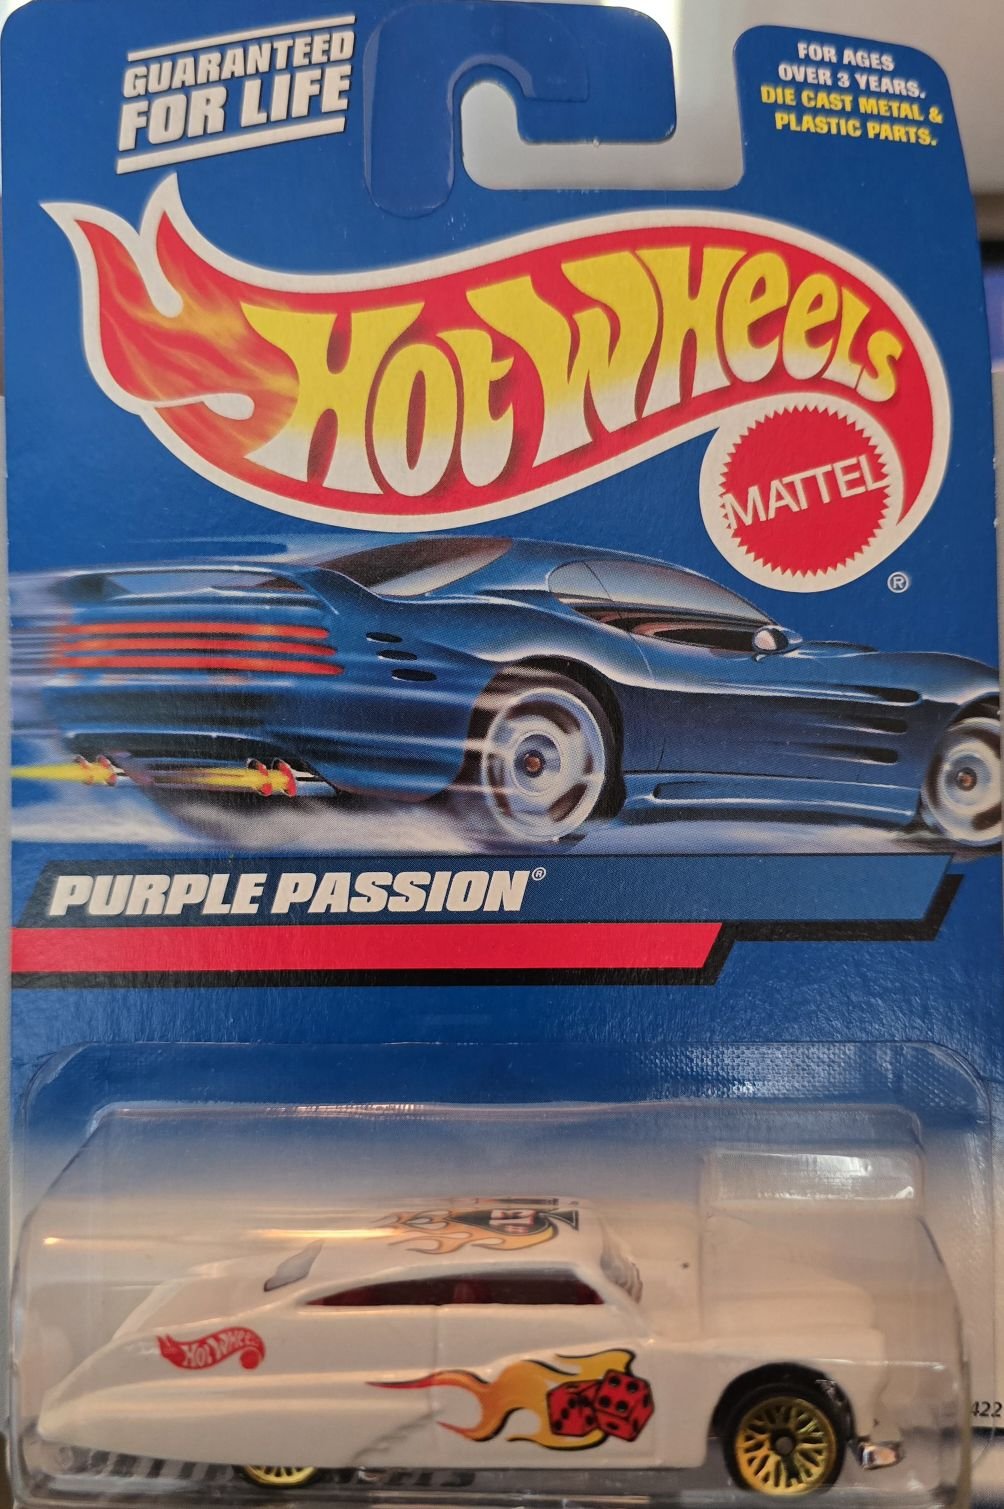 GUARANTEED
FOR LIFE
FOR AGES
OVER 3 YEARS.
DIE CAST METAL &
PLASTIC PARTS.
HOT WHEELS
MATTEL
®
PURPLE PASSION®
HOT WHEELS
422